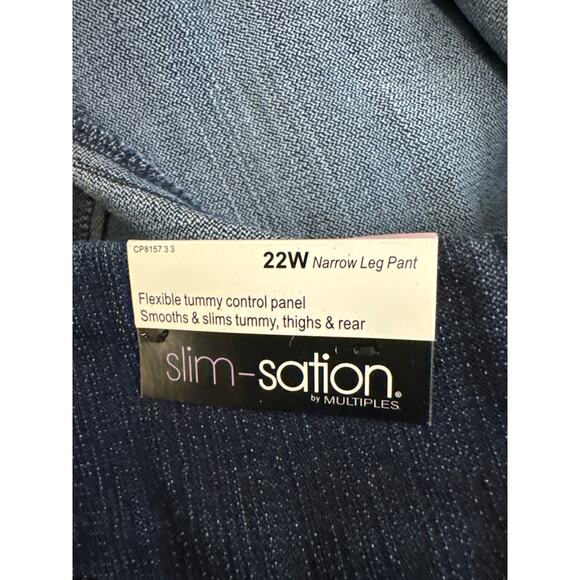 CP8157 3 3
22W Narrow Leg Pant
Flexible tummy control panel
Smooths & slims tummy, thighs & rear
slim-sation®
by MULTIPLES